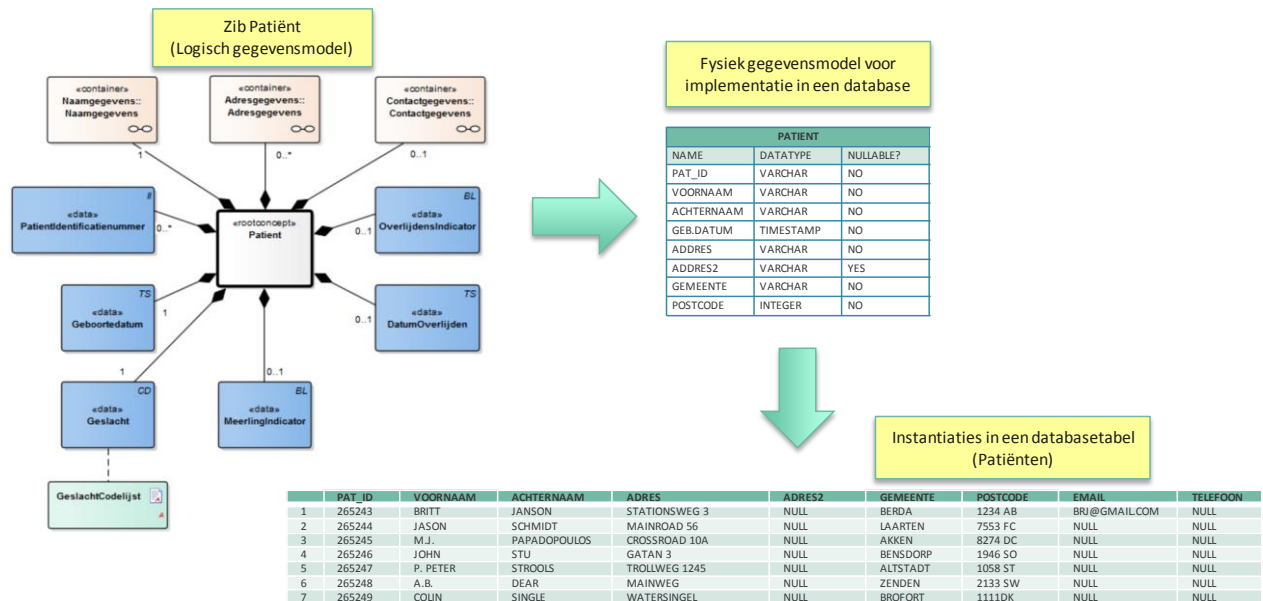 Zib Patiënt
(Logisch gegevensmodel)
«container»
Naamgegevens::
Naamgegevens
«container»
Adresgegevens::
Adresgegevens
«container»
Contactgegevens::
Contactgegevens
1
0..*
0..1
II
«data»
PatientIdentificatienummer
0..*
«rootconcept»
Patient
BL
«data»
OverlijdensIndicator
0..1
TS
«data»
Geboortedatum
1
TS
«data»
DatumOverlijden
0..1
CD
«data»
Geslacht
1
BL
«data»
MeerlingIndicator
0..1
GeslachtCodelijst
Fysiek gegevensmodel voor
implementatie in een database
PATIENT
NAME DATATYPE NULLABLE?
PAT_ID VARCHAR NO
VOORNAAM VARCHAR NO
ACHTERNAAM VARCHAR NO
GEB.DATUM TIMESTAMP NO
ADDRES VARCHAR NO
ADDRES2 VARCHAR YES
GEMEENTE VARCHAR NO
POSTCODE INTEGER NO
Instantiaties in een databasetabel
(Patiënten)
PAT_ID VOORNAAM ACHTERNAAM ADRES ADRES2 GEMEENTE POSTCODE EMAIL TELEFOON
1 265243 BRITT JANSON STATIONSWEG 3 NULL BERDA 1234 AB BRJ@GMAIL.COM NULL
2 265244 JASON SCHMIDT MAINROAD 56 NULL LAARTEN 7553 FC NULL NULL
3 265245 M.J. PAPADOPOULOS CROSSROAD 10A NULL AKKEN 8274 DC NULL NULL
4 265246 JOHN STU GATAN 3 NULL BENSDORP 1946 SO NULL NULL
5 265247 P. PETER STROOLS TROLLWEG 1245 NULL ALTSTADT 1058 ST NULL NULL
6 265248 A.B. DEAR MAINWEG NULL ZENDEN 2133 SW NULL NULL
7 265249 COLIN SINGLE WATERSINGEL NULL BROFORT 1111DK NULL NULL